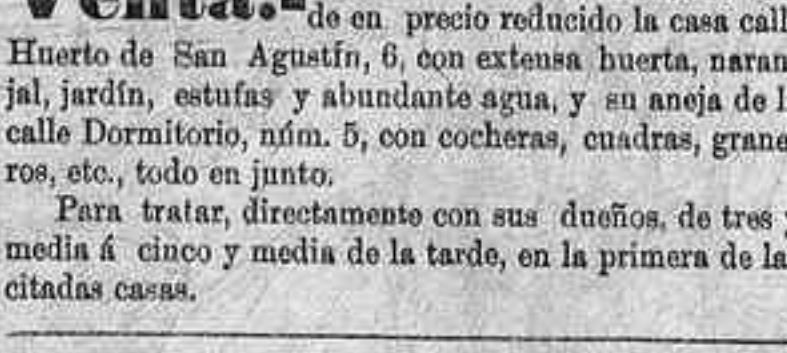 Venta.- de en precio reducido la casa call
Huerto de San Agustín, 6, con extensa huerta, naran
jal, jardín, estufas y abundante agua, y su aneja de l
calle Dormitorio, núm. 5, con cocheras, cuadras, grane
ros, etc., todo en junto.
Para tratar, directamente con sus dueños, de tres y
media á cinco y media de la tarde, en la primera de la
citadas casas.